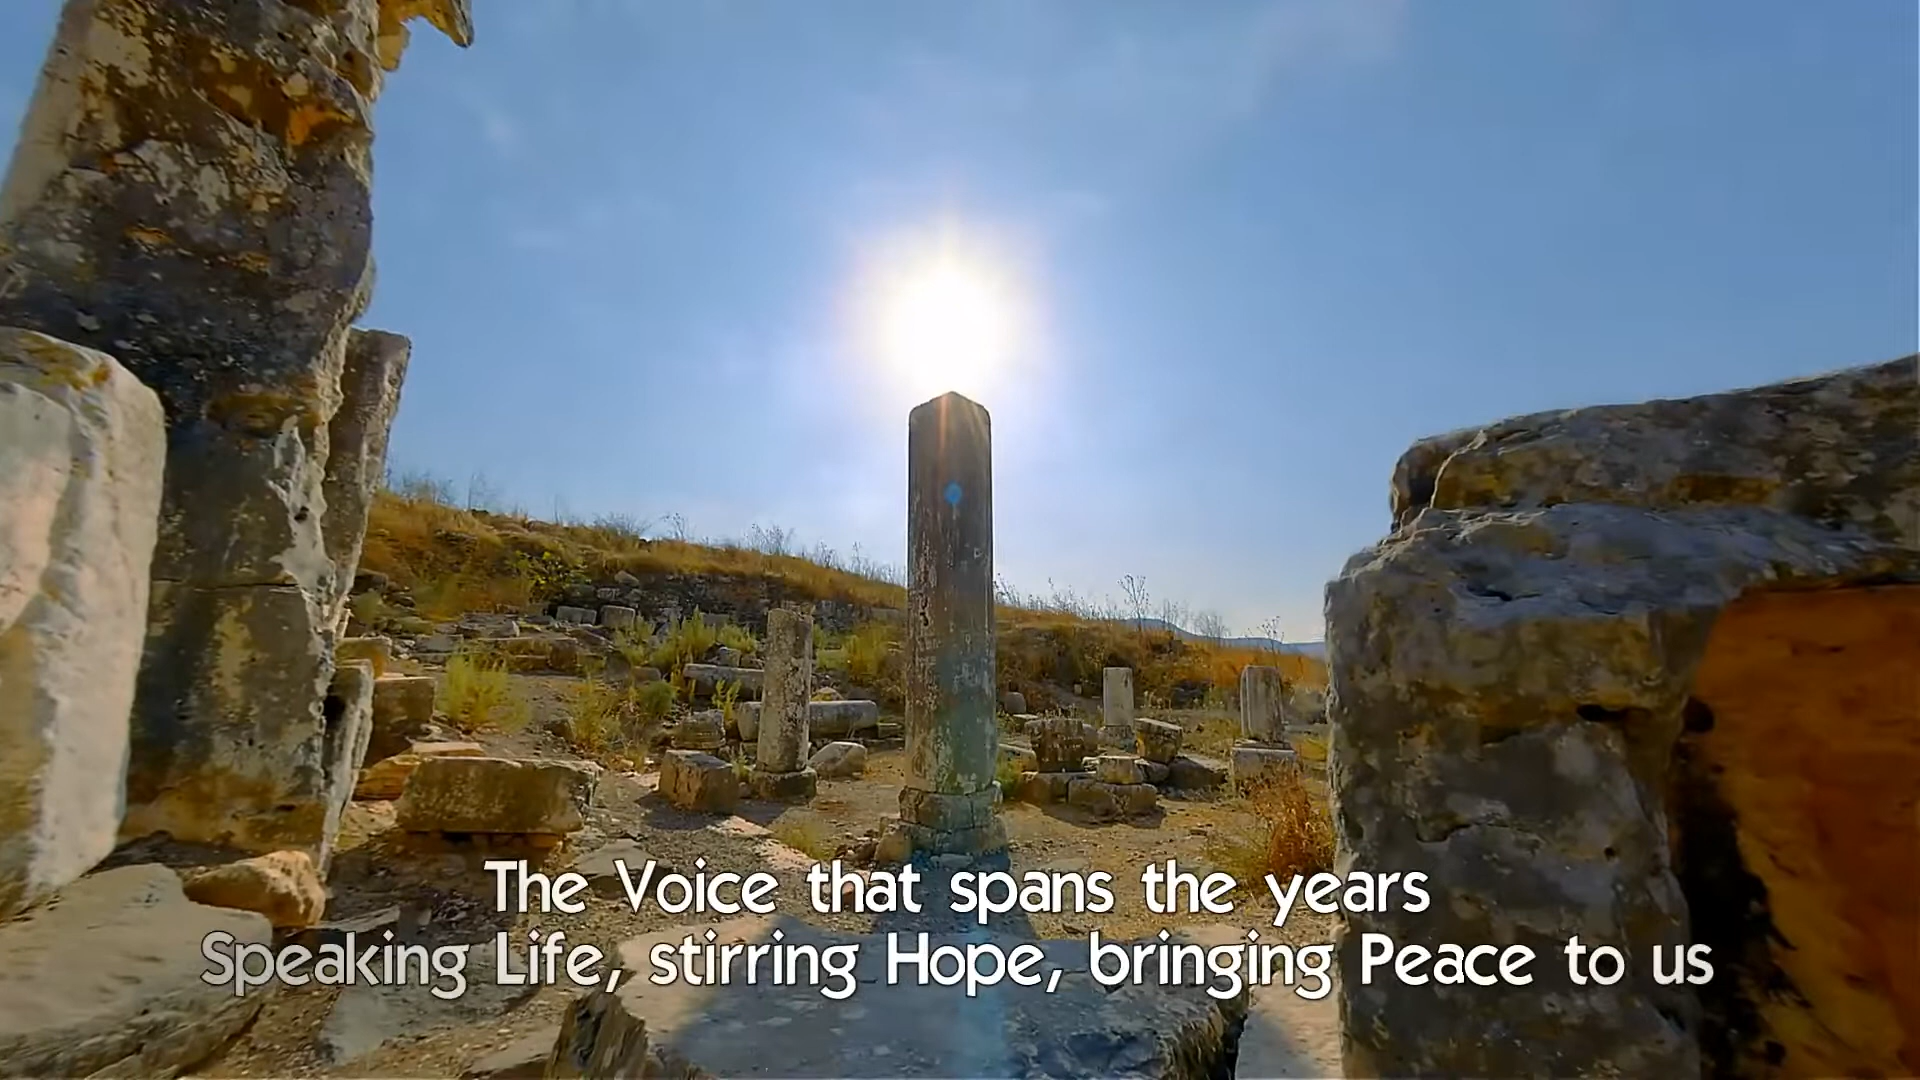 The Voice that spans the years
Speaking Life, stirring Hope, bringing Peace to us